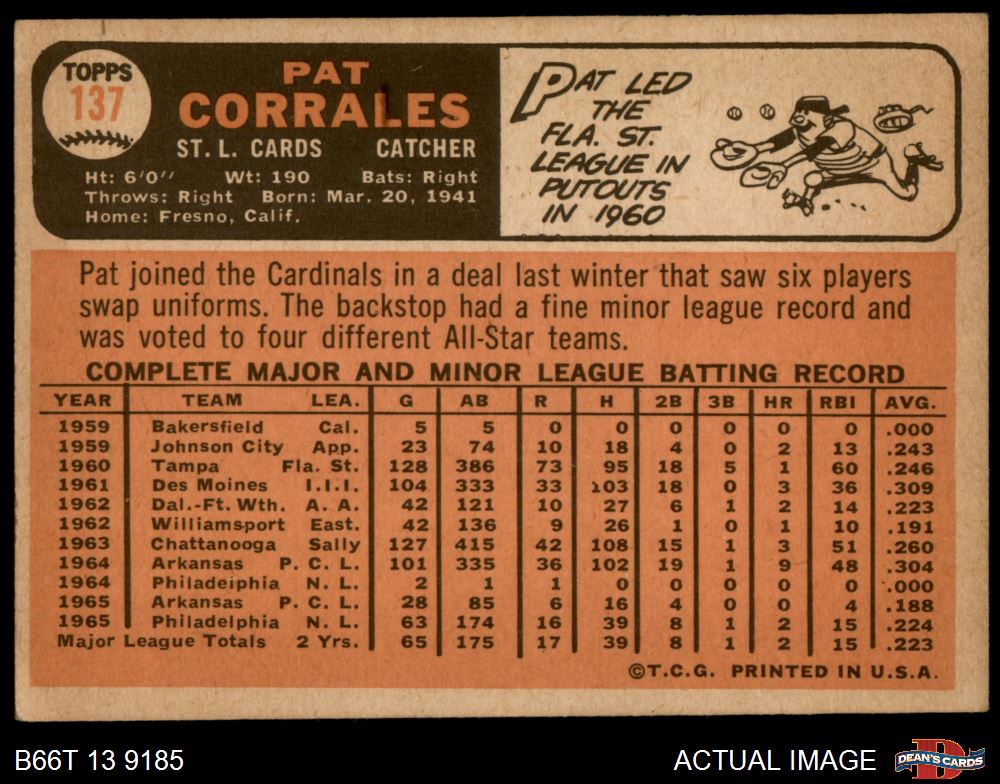 TOPPS
137
PAT
CORRALES
ST. L. CARDS CATCHER
Ht: 6'0" Wt: 190 Bats: Right
Throws: Right Born: Mar. 20, 1941
Home: Fresno, Calif.
PAT LED
THE
FLA. ST.
LEAGUE IN
PUTOUTS
IN 1960
Pat joined the Cardinals in a deal last winter that saw six players
swap uniforms. The backstop had a fine minor league record and
was voted to four different All-Star teams.
COMPLETE MAJOR AND MINOR LEAGUE BATTING RECORD
YEAR TEAM LEA. G AB R H 2B 3B HR RBI AVG.
1959 Bakersfield Cal. 5 5 0 0 0 0 0 0 .000
1959 Johnson City App. 23 74 10 18 4 0 2 13 .243
1960 Tampa Fla. St. 128 386 73 95 18 5 1 60 .246
1961 Des Moines I.I.I. 104 333 33 103 18 0 3 36 .309
1962 Dal.-Ft. Wth. A. A. 42 121 10 27 6 1 2 14 .223
1962 Williamsport East. 42 136 9 26 1 0 1 10 .191
1963 Chattanooga Sally 127 415 42 108 15 1 3 51 .260
1964 Arkansas P. C. L. 101 335 36 102 19 1 9 48 .304
1964 Philadelphia N. L. 2 1 1 0 0 0 0 0 .000
1965 Arkansas P. C. L. 28 85 6 16 4 0 0 4 .188
1965 Philadelphia N. L. 63 174 16 39 8 1 2 15 .224
Major League Totals 2 Yrs. 65 175 17 39 8 1 2 15 .223
©T.C.G. PRINTED IN U.S.A.
B66T 13 9185
ACTUAL IMAGE
D
DEAN'S CARDS